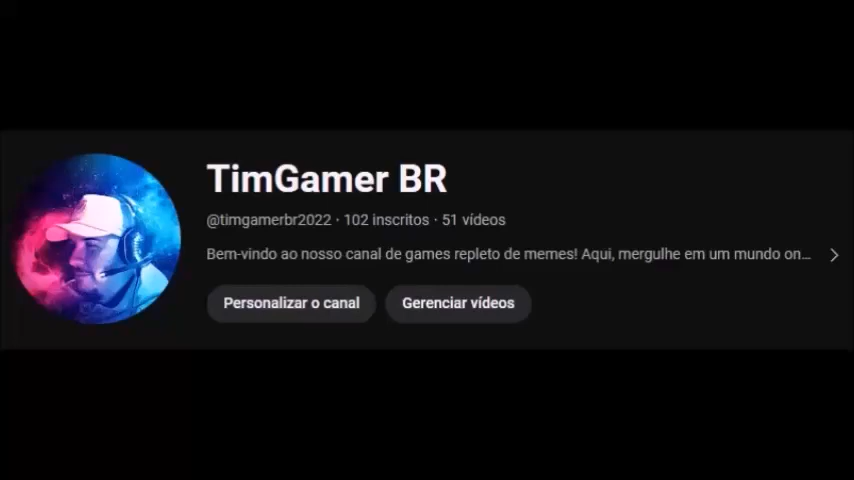 TimGamer BR
@timgamerbr2022 · 102 inscritos · 51 vídeos
Bem-vindo ao nosso canal de games repleto de memes! Aqui, mergulhe em um mundo on...
Personalizar o canal Gerenciar vídeos